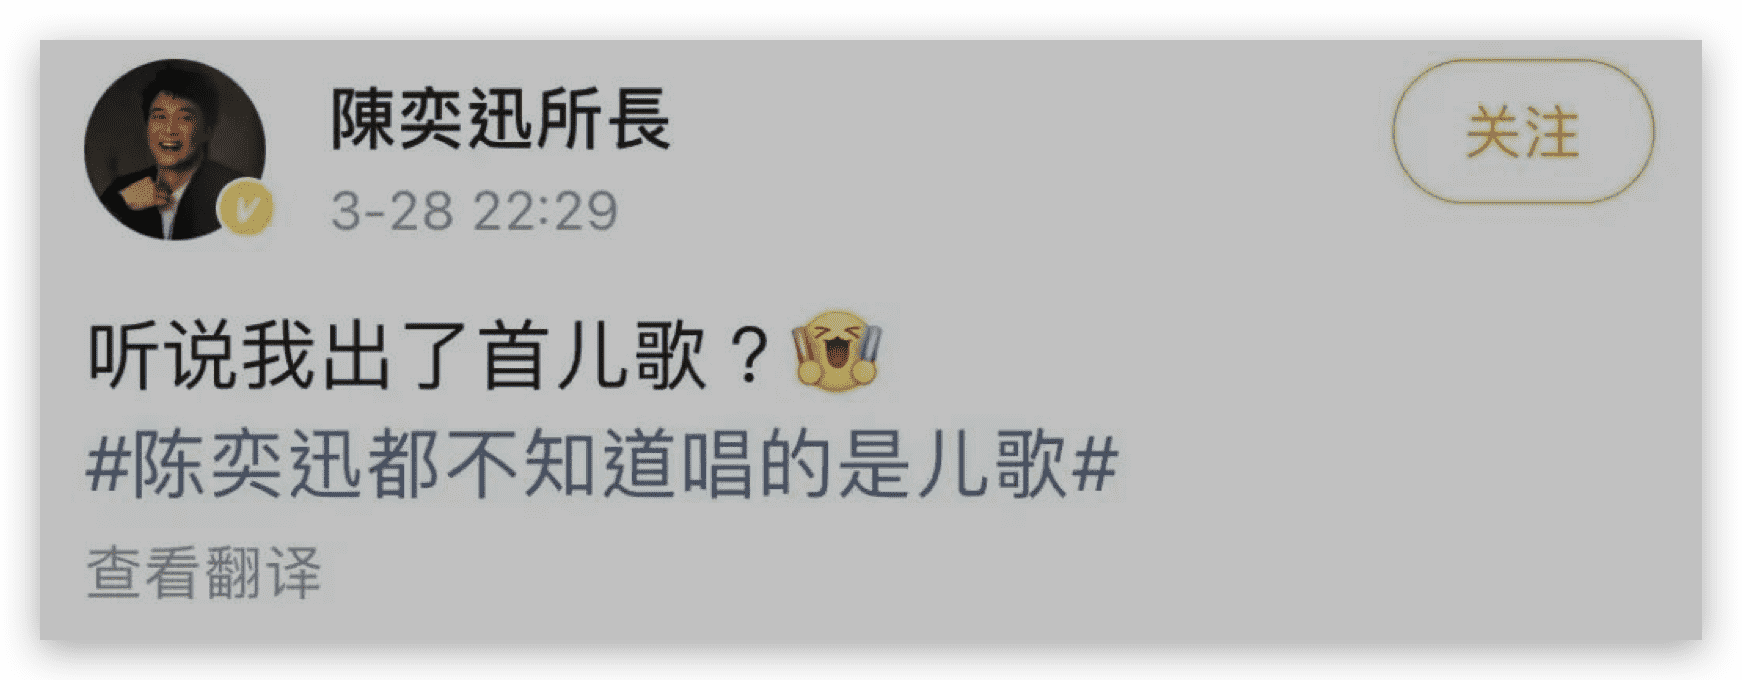 陳奕迅所長
关注
3-28 22:29
听说我出了首儿歌？
#陈奕迅都不知道唱的是儿歌#
查看翻译